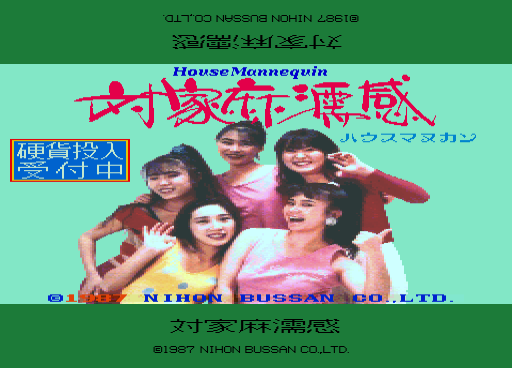 ©1987 NIHON BUSSAN CO.,LTD.
対家麻濡感
House Mannequin
対家麻濡感
ハウスマヌカン
硬貨投入
受付中
©1987 NIHON BUSSAN CO.,LTD.
対家麻濡感
©1987 NIHON BUSSAN CO.,LTD.